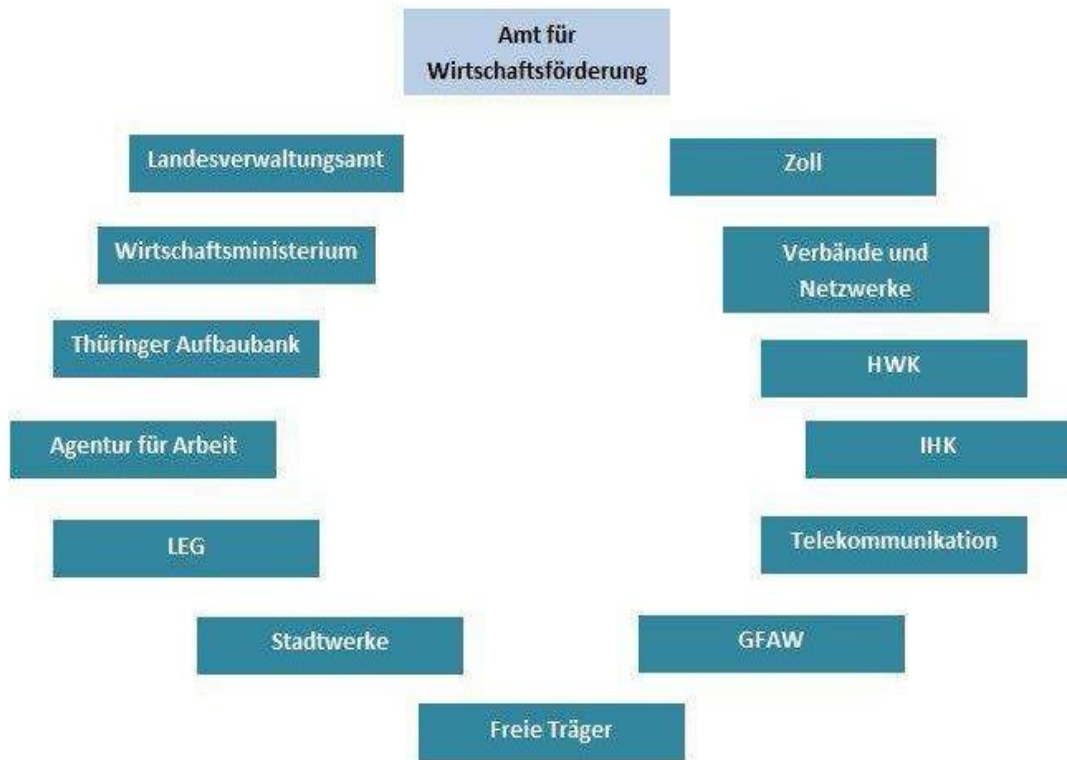 Amt für
Wirtschaftsförderung
Landesverwaltungsamt
Zoll
Wirtschaftsministerium
Verbände und
Netzwerke
Thüringer Aufbaubank
HWK
Agentur für Arbeit
IHK
LEG
Telekommunikation
Stadtwerke
GFAW
Freie Träger